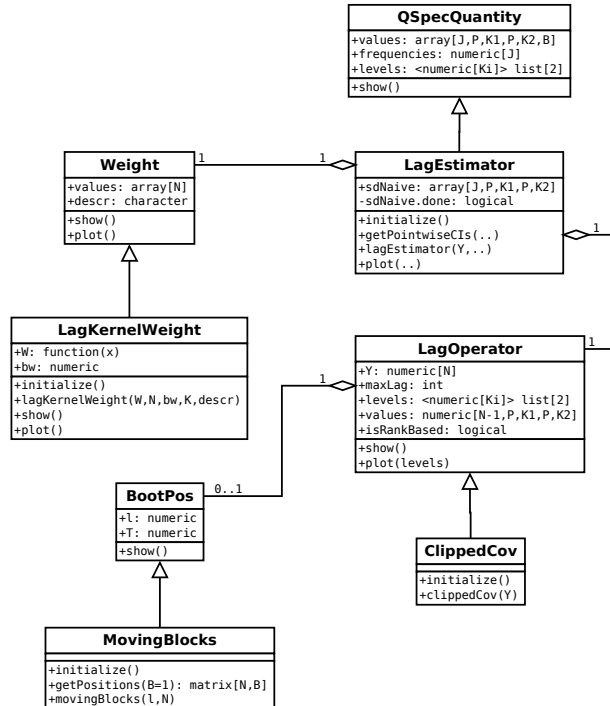 QSpecQuantity
+values: array[J,P,K1,P,K2,B]
+frequencies: numeric[J]
+levels: <numeric[Ki]> list[2]
+show()
Weight
+values: array[N]
+descr: character
+show()
+plot()
1
1
LagEstimator
+sdNaive: array[J,P,K1,P,K2]
-sdNaive.done: logical
+initialize()
+getPointwiseCIs(..)
+lagEstimator(Y,..)
+plot(..)
1
LagKernelWeight
+W: function(x)
+bw: numeric
+initialize()
+lagKernelWeight(W,N,bw,K,descr)
+show()
+plot()
LagOperator
+Y: numeric[N]
+maxLag: int
+levels: <numeric[Ki]> list[2]
+values: numeric[N-1,P,K1,P,K2]
+isRankBased: logical
+show()
+plot(levels)
1
1
BootPos
+l: numeric
+T: numeric
+show()
0..1
ClippedCov
+initialize()
+clippedCov(Y)
MovingBlocks
+initialize()
+getPositions(B=1): matrix[N,B]
+movingBlocks(l,N)